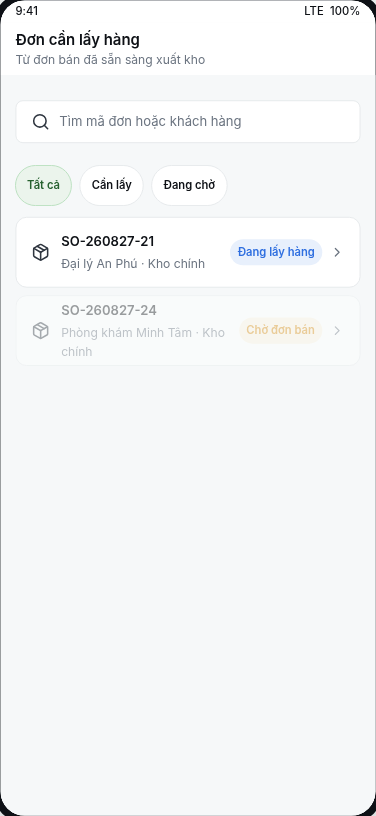 9:41 LTE 100%
Đơn cần lấy hàng
Từ đơn bán đã sẵn sàng xuất kho
Tìm mã đơn hoặc khách hàng
Tất cả Cần lấy Đang chờ
SO-260827-21
Đại lý An Phú · Kho chính Đang lấy hàng
SO-260827-24
Phòng khám Minh Tâm · Kho chính Chờ đơn bán